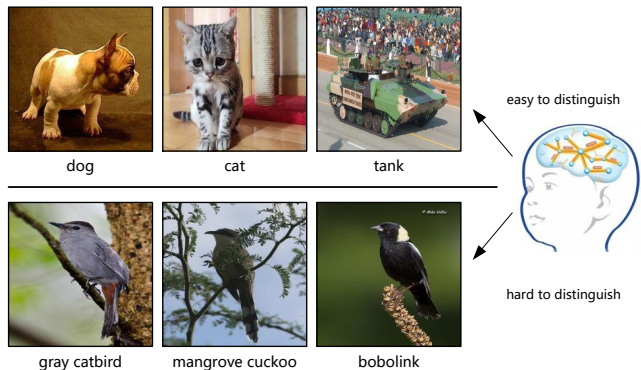 dog
cat
tank
easy to distinguish
hard to distinguish
gray catbird
mangrove cuckoo
bobolink